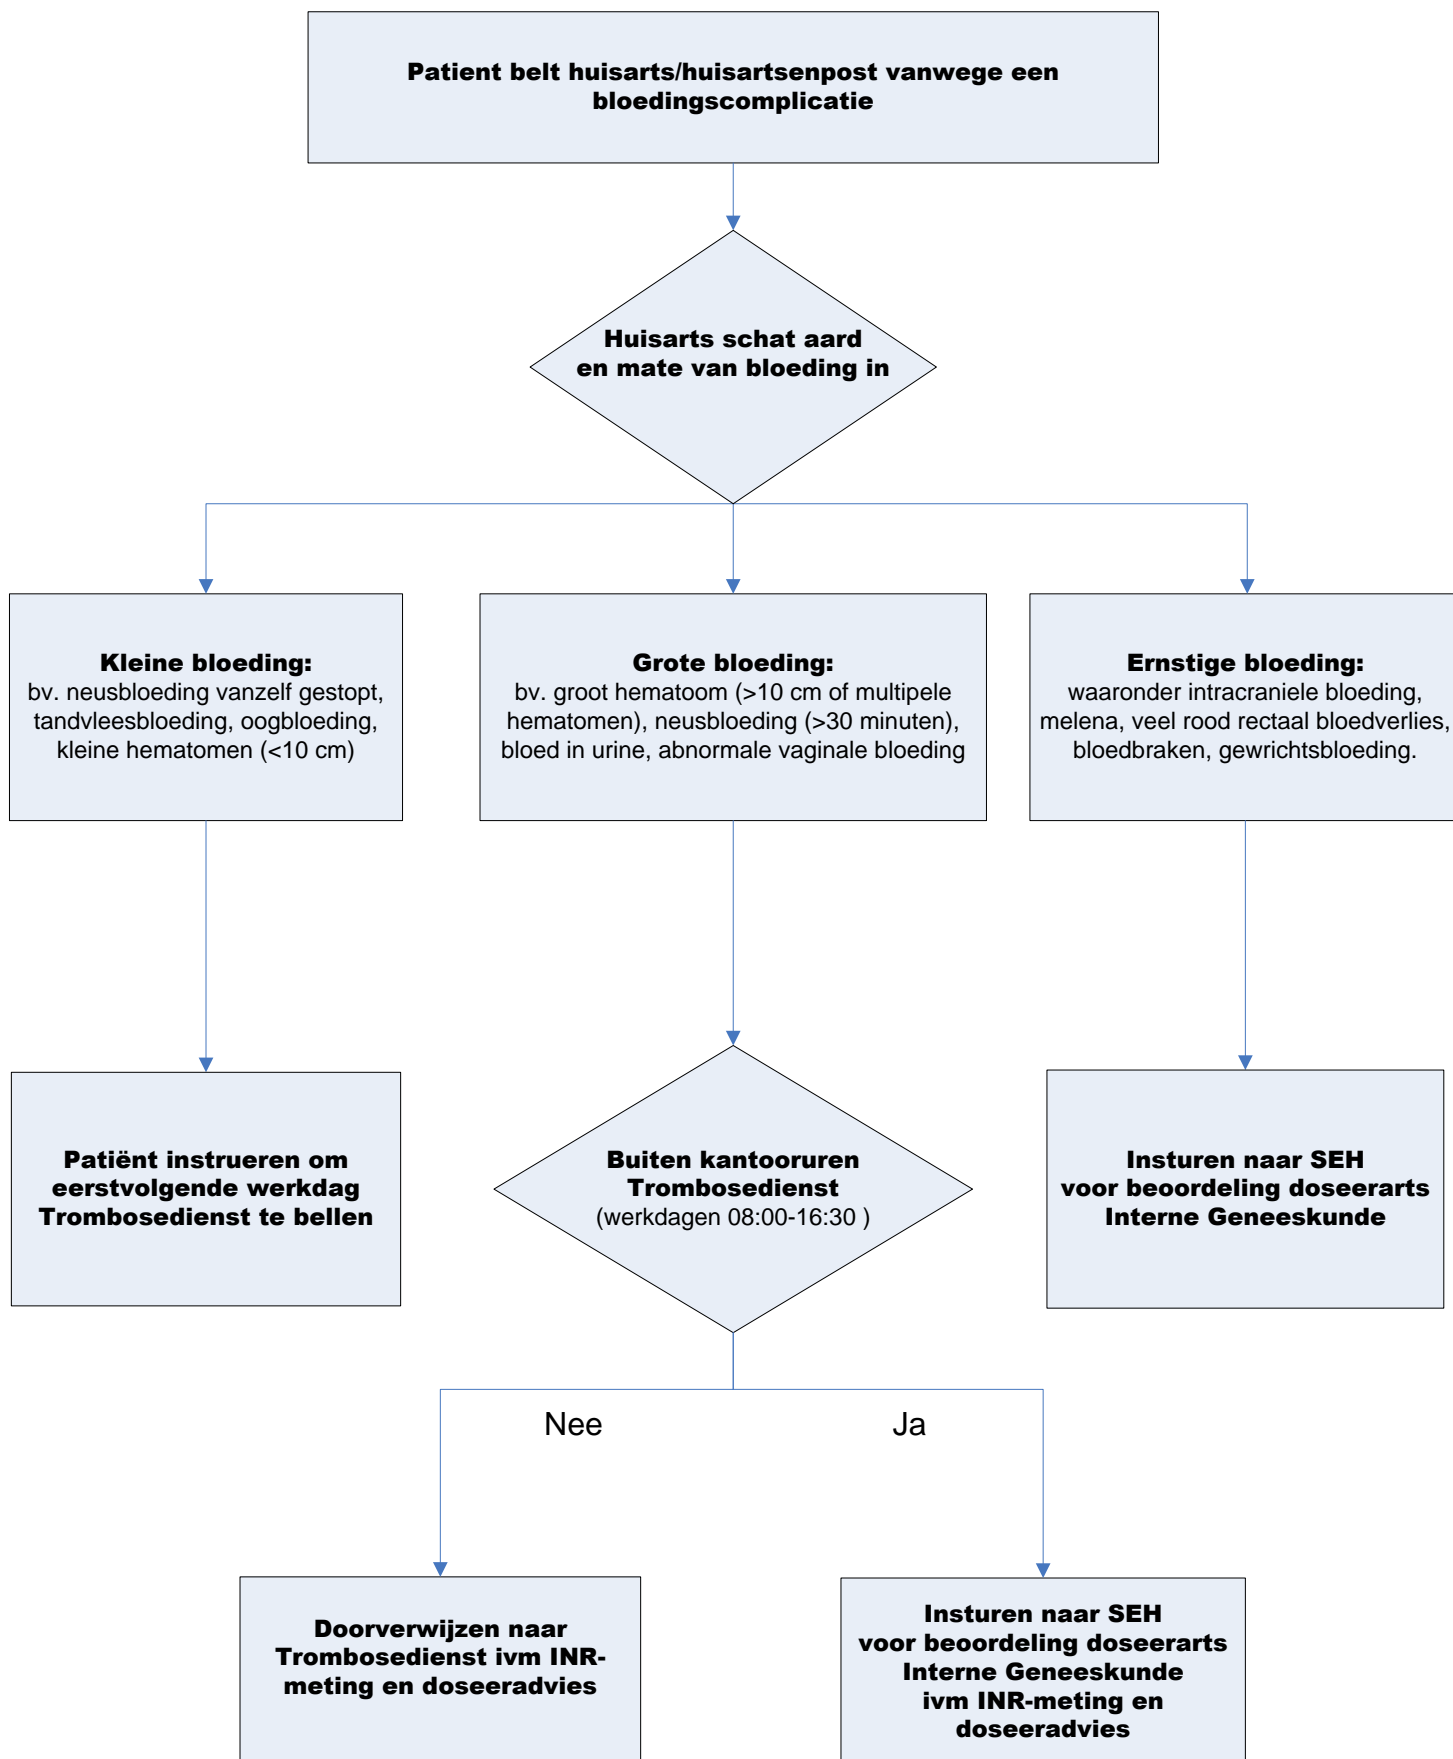 Patient belt huisarts/huisartsenpost vanwege een
bloedingscomplicatie
Huisarts schat aard
en mate van bloeding in
Kleine bloeding:
bv. neusbloeding vanzelf gestopt,
tandvleesbloeding, oogbloeding,
kleine hematomen (<10 cm)
Grote bloeding:
bv. groot hematoom (>10 cm of multipele
hematomen), neusbloeding (>30 minuten),
bloed in urine, abnormale vaginale bloeding
Ernstige bloeding:
waaronder intracraniele bloeding,
melena, veel rood rectaal bloedverlies,
bloedbraken, gewrichtsbloeding.
Patiënt instrueren om
eerstvolgende werkdag
Trombosedienst te bellen
Buiten kantooruren
Trombosedienst
(werkdagen 08:00-16:30 )
Insturen naar SEH
voor beoordeling doseerarts
Interne Geneeskunde
Nee
Ja
Doorverwijzen naar
Trombosedienst ivm INR-
meting en doseeradvies
Insturen naar SEH
voor beoordeling doseerarts
Interne Geneeskunde
ivm INR-meting en
doseeradvies